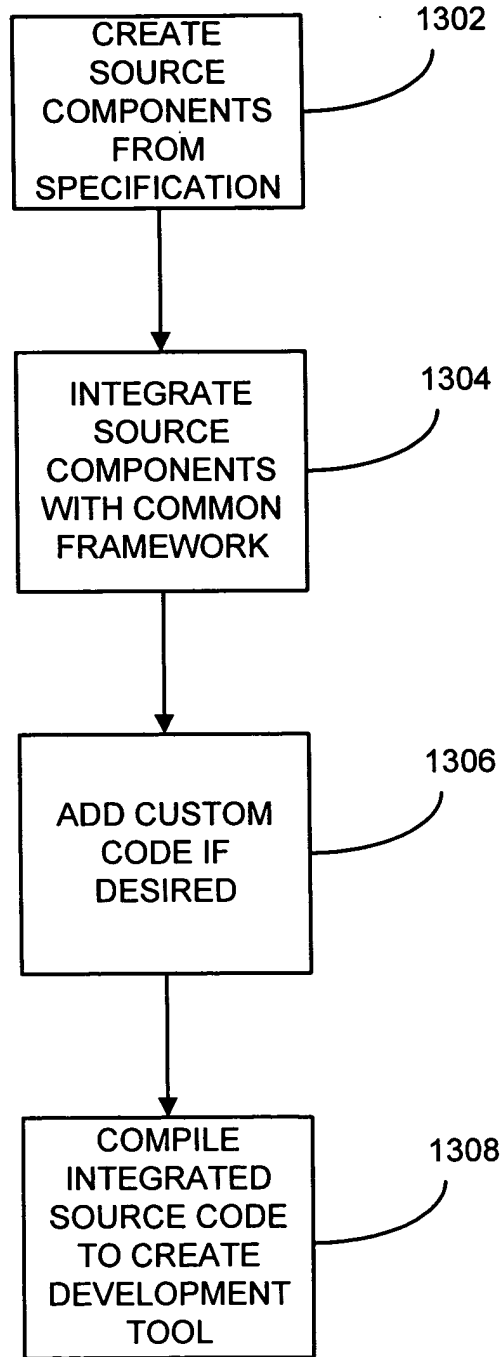 CREATE
SOURCE
COMPONENTS
FROM
SPECIFICATION
1302
INTEGRATE
SOURCE
COMPONENTS
WITH COMMON
FRAMEWORK
1304
ADD CUSTOM
CODE IF
DESIRED
1306
COMPILE
INTEGRATED
SOURCE CODE
TO CREATE
DEVELOPMENT
TOOL
1308